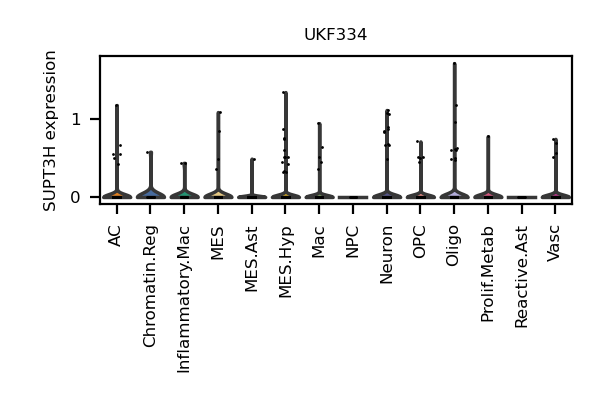 UKF334
SUPT3H expression
1
0
AC
Chromatin.Reg
Inflammatory.Mac
MES
MES.Ast
MES.Hyp
Mac
NPC
Neuron
OPC
Oligo
Prolif.Metab
Reactive.Ast
Vasc